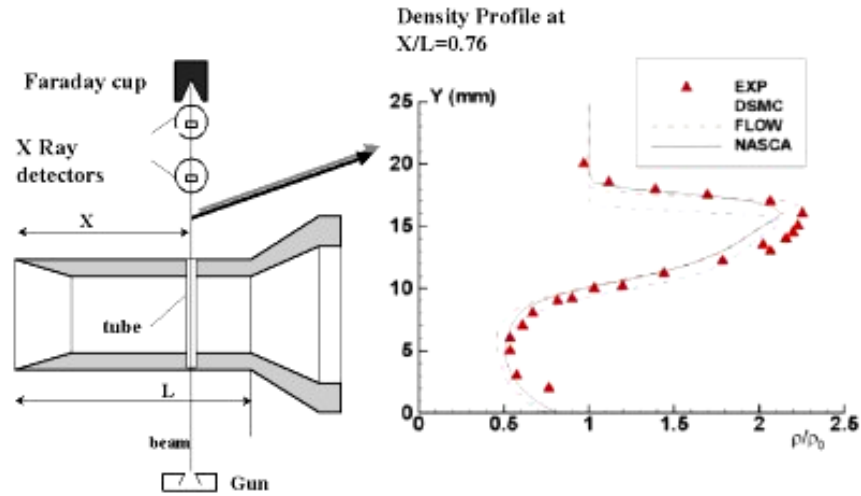 Density Profile at
X/L=0.76
Faraday cup
X Ray
detectors
X
tube
L
beam
Gun
Y (mm)
EXP
DSMC
FLOW
NASCA
25
20
15
10
5
0
0.5
1
1.5
2
2.5
ρ/ρ₀